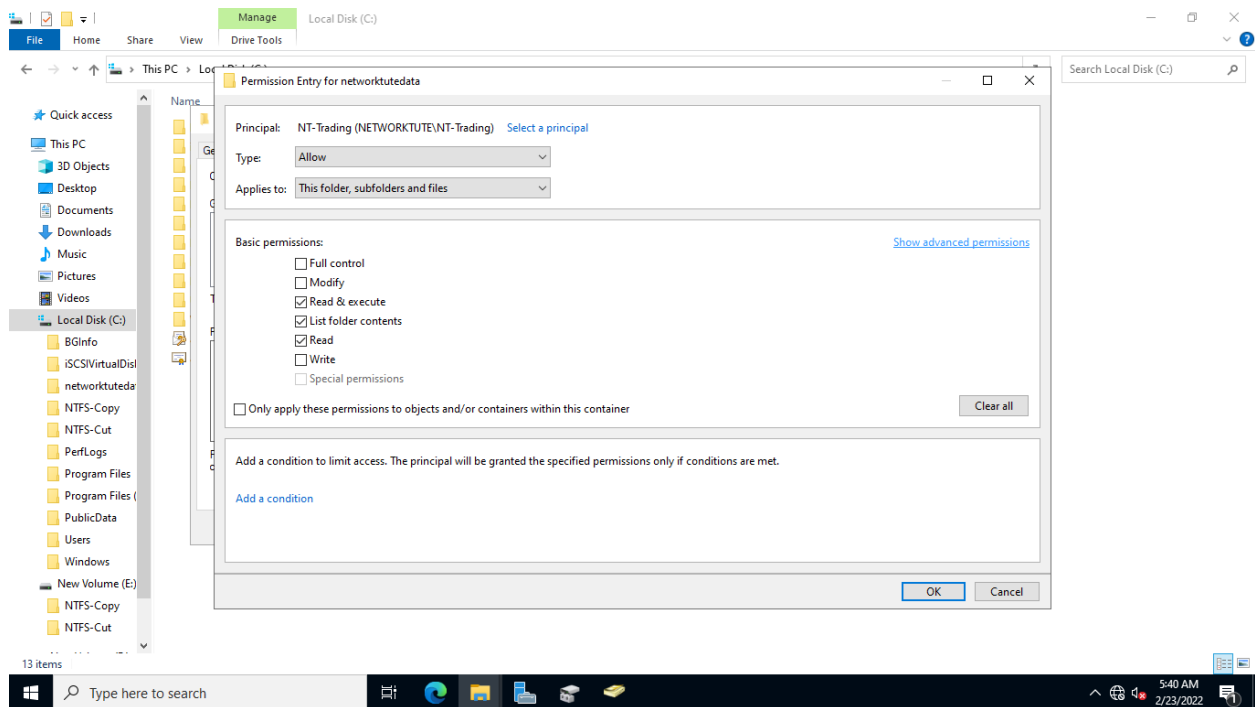 Manage
Local Disk (C:)
File
Home
Share
View
Drive Tools
This PC
Search Local Disk (C:)
Name
Quick access
This PC
3D Objects
Desktop
Documents
Downloads
Music
Pictures
Videos
Local Disk (C:)
BGInfo
iSCSIVirtualDisl
networktutedat
NTFS-Copy
NTFS-Cut
PerfLogs
Program Files
Program Files (
PublicData
Users
Windows
New Volume (E:)
NTFS-Copy
NTFS-Cut
13 items
Permission Entry for networktutedata
Principal: NT-Trading (NETWORKTUTE\NT-Trading) Select a principal
Type: Allow
Applies to: This folder, subfolders and files
Basic permissions: Show advanced permissions
Full control
Modify
Read & execute
List folder contents
Read
Write
Special permissions
Only apply these permissions to objects and/or containers within this container
Clear all
Add a condition to limit access. The principal will be granted the specified permissions only if conditions are met.
Add a condition
OK
Cancel
Type here to search
5:40 AM
2/23/2022